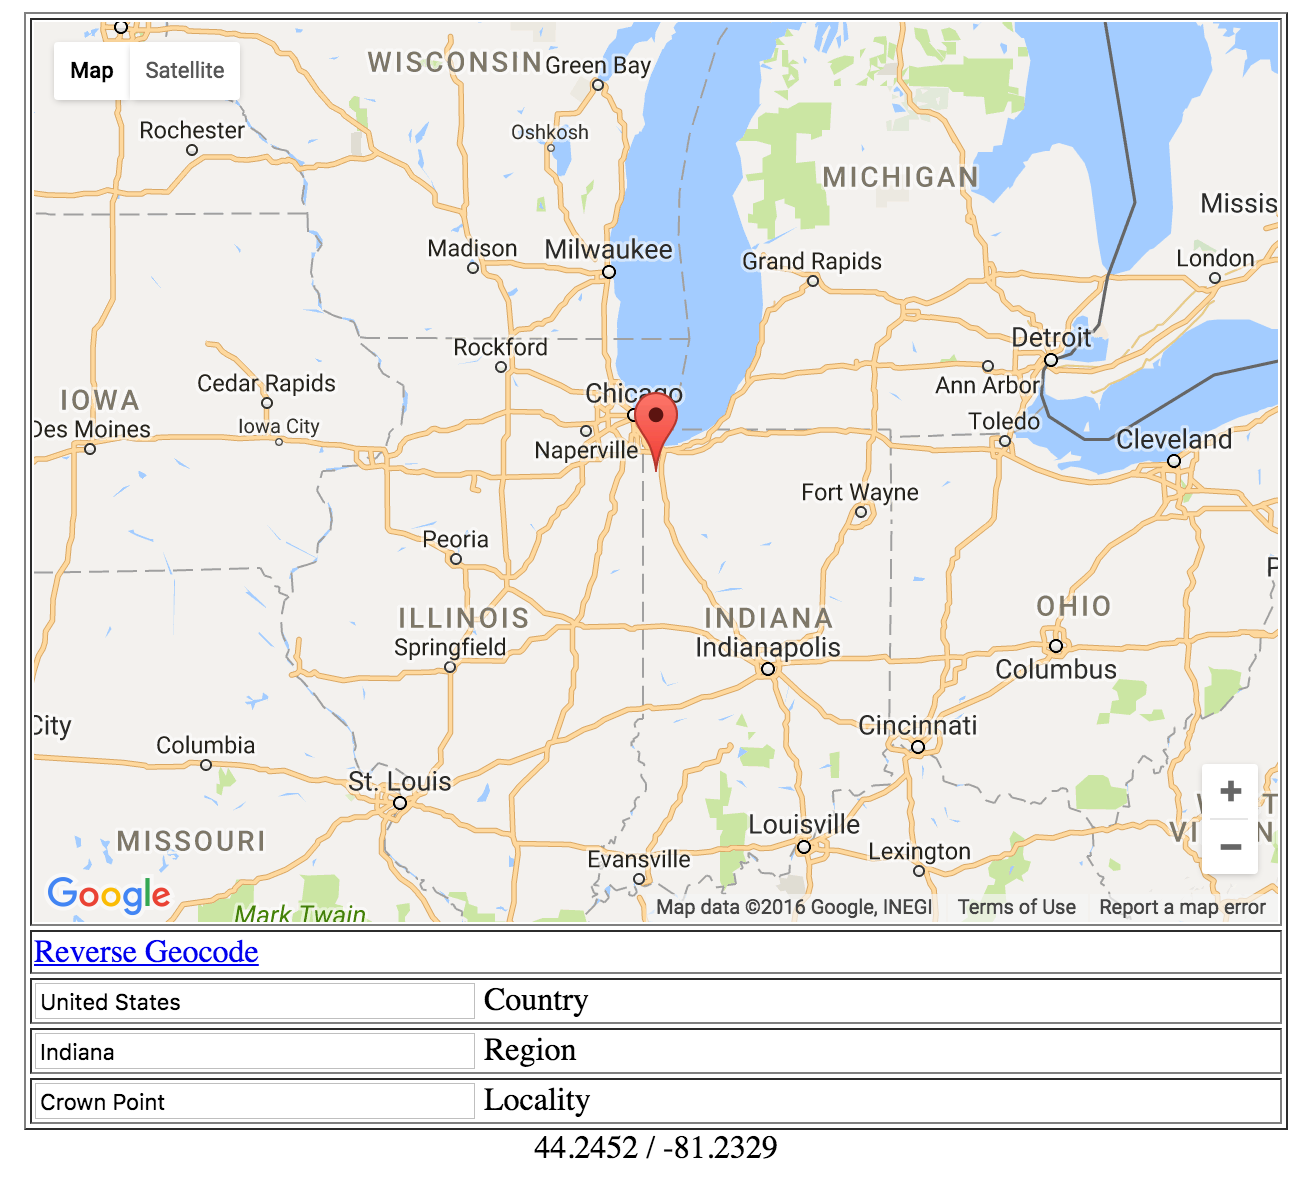 WISCONSIN
Green Bay
Map
Satellite
Rochester
Oshkosh
MICHIGAN
Missis
Madison
Milwaukee
Grand Rapids
London
Detroit
Rockford
Cedar Rapids
Chicago
Ann Arbor
IOWA
Des Moines
Iowa City
Toledo
Cleveland
Naperville
Fort Wayne
Peoria
P
ILLINOIS
INDIANA
OHIO
Springfield
Indianapolis
Columbus
City
Columbia
Cincinnati
St. Louis
+
MISSOURI
Louisville
W T
VI N
−
Evansville
Lexington
Google
Mark Twain
Map data ©2016 Google, INEGI
Terms of Use
Report a map error
Reverse Geocode
United States Country
Indiana Region
Crown Point Locality
44.2452 / -81.2329